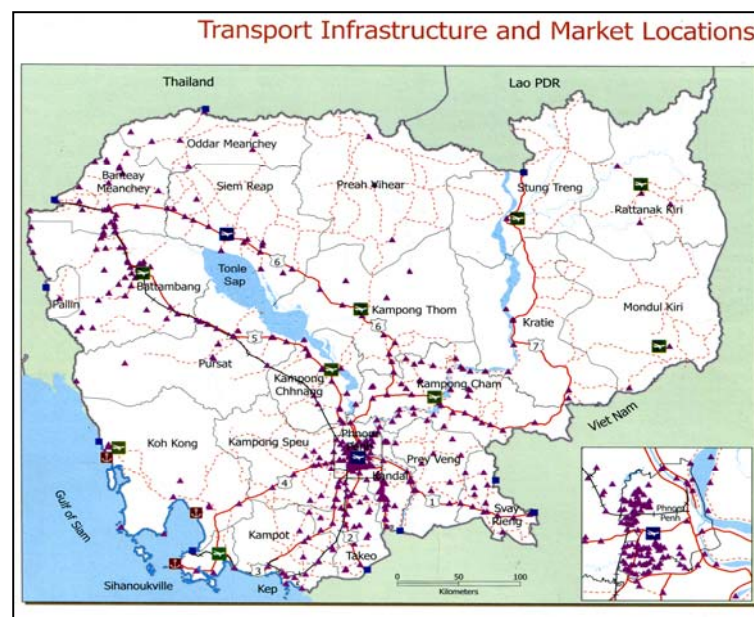 Transport Infrastructure and Market Locations
Thailand
Lao PDR
Oddar Meanchey
Banteay
Meanchey
Siem Reap
Preah Vihear
Stung Treng
Rattanak Kiri
6
Tonle
Sap
Battambang
Pailin
Kampong Thom
6
Mondul Kiri
Kratie
7
5
Pursat
Kampong
Chhnagg
Kampong Cham
Viet Nam
Koh Kong
Kampong Speu
Phnom
Penh
Prey Veng
Kandal
4
1
Svay
Rieng
Gulf of Siam
Kampot
2
Takeo
3
Sihanoukville
Kep
0
50
100
Kilometers
Phnom
Penh